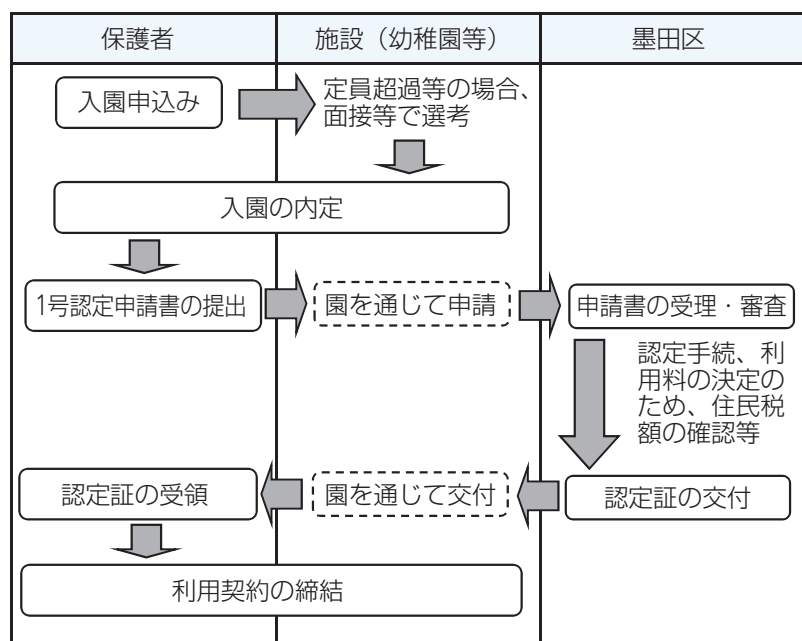 保護者
施設（幼稚園等）
墨田区
入園申込み
定員超過等の場合、
面接等で選考
入園の内定
1号認定申請書の提出
園を通じて申請
申請書の受理・審査
認定手続、利
用料の決定の
ため、住民税
額の確認等
認定証の受領
園を通じて交付
認定証の交付
利用契約の締結